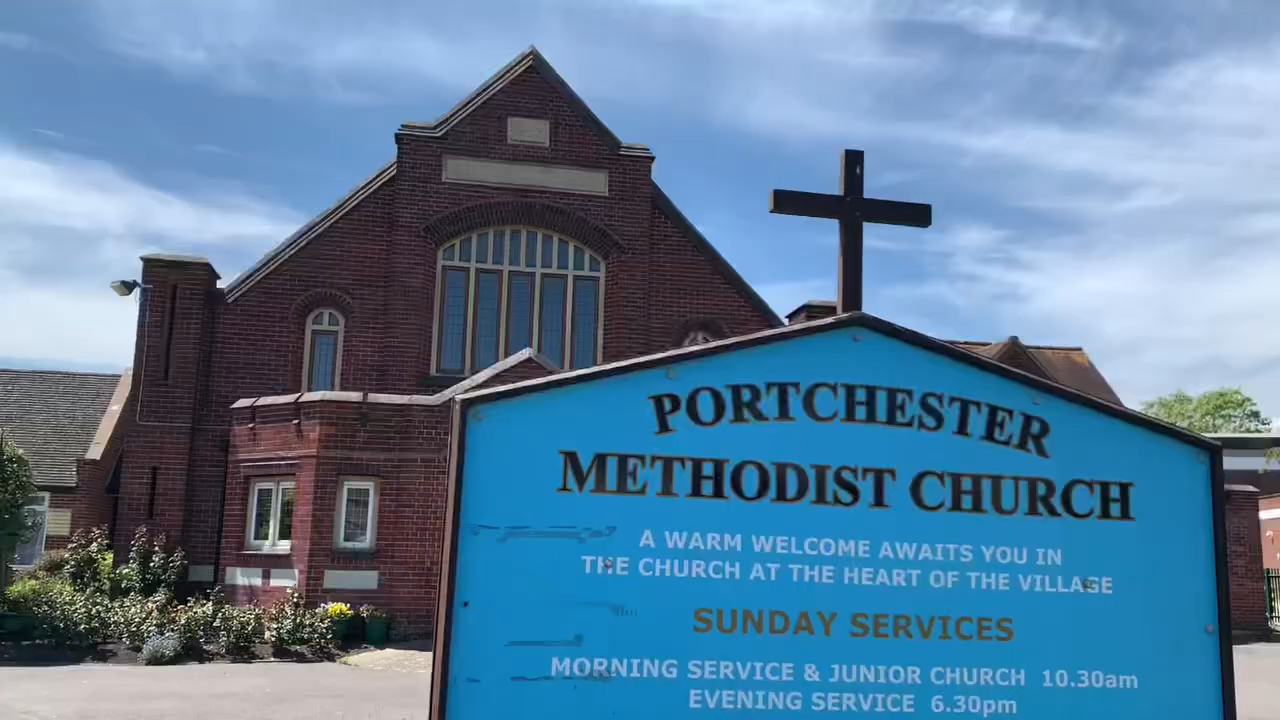 PORTCHESTER
METHODIST CHURCH
A WARM WELCOME AWAITS YOU IN
THE CHURCH AT THE HEART OF THE VILLAGE
SUNDAY SERVICES
MORNING SERVICE & JUNIOR CHURCH 10.30am
EVENING SERVICE 6.30pm